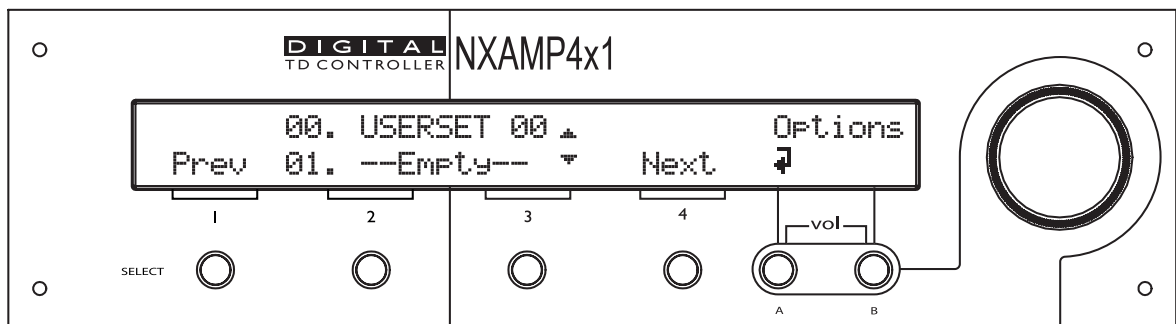 DIGITAL
TD CONTROLLER
NXAMP4x1
00. USERSET 00 Options
Prev 01. --Empty-- Next
1 2 3 4
vol
SELECT
A B